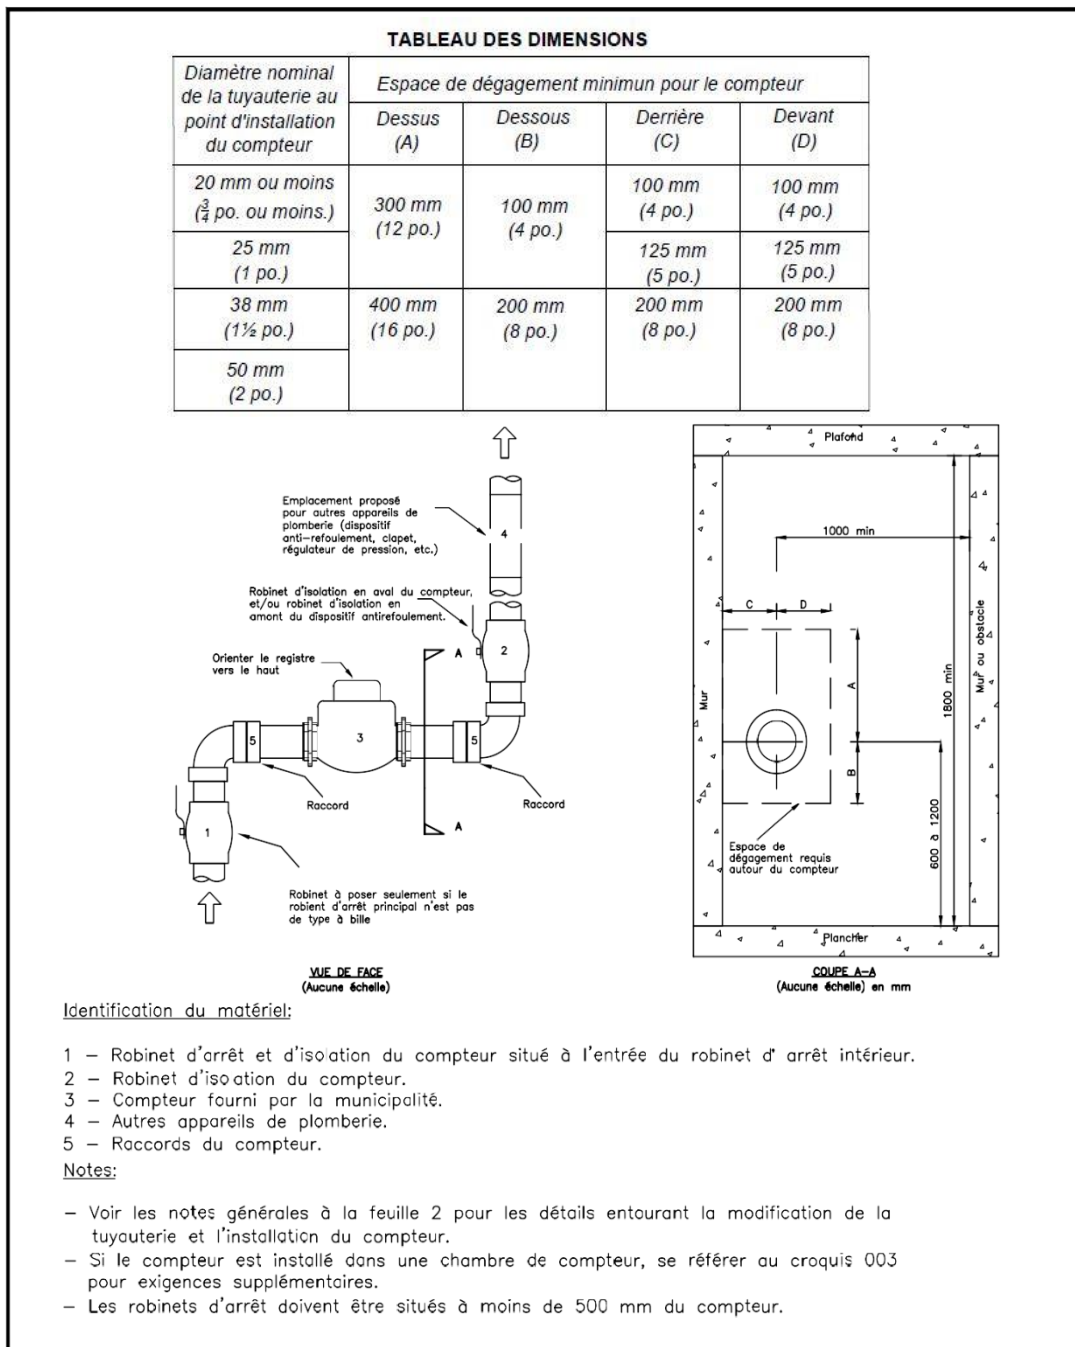 TABLEAU DES DIMENSIONS
Diamètre nominal
de la tuyauterie au
point d'installation
du compteur
Espace de dégagement minimun pour le compteur
Dessus
(A)
Dessous
(B)
Derrière
(C)
Devant
(D)
20 mm ou moins
(3/4 po. ou moins.)
300 mm
(12 po.)
100 mm
(4 po.)
100 mm
(4 po.)
100 mm
(4 po.)
25 mm
(1 po.)
125 mm
(5 po.)
125 mm
(5 po.)
38 mm
(1½ po.)
400 mm
(16 po.)
200 mm
(8 po.)
200 mm
(8 po.)
200 mm
(8 po.)
50 mm
(2 po.)
Emplacement proposé
pour autres appareils de
plomberie (dispositif
anti-refoulement, clapet,
régulateur de pression, etc.)
4
Robinet d'isolation en aval du compteur,
et/ou robinet d'isolation en
amont du dispositif antirefoulement.
2
Orienter le registre
vers le haut
A
5
3
5
Raccord
Raccord
A
1
Robinet à poser seulement si le
robient d'arrêt principal n'est pas
de type à bille
VUE DE FACE
(Aucune échelle)
Plafond
1000 min
C
D
A
B
Mur
Mur ou obstacle
1800 min
600 à 1200
Espace de
dégagement requis
autour du compteur
Plancher
COUPE A-A
(Aucune échelle) en mm
Identification du matériel:
1 – Robinet d'arrêt et d'isolation du compteur situé à l'entrée du robinet d' arrêt intérieur.
2 – Robinet d'isolation du compteur.
3 – Compteur fourni par la municipalité.
4 – Autres appareils de plomberie.
5 – Raccords du compteur.
Notes:
– Voir les notes générales à la feuille 2 pour les détails entourant la modification de la
tuyauterie et l'installation du compteur.
– Si le compteur est installé dans une chambre de compteur, se référer au croquis 003
pour exigences supplémentaires.
– Les robinets d'arrêt doivent être situés à moins de 500 mm du compteur.